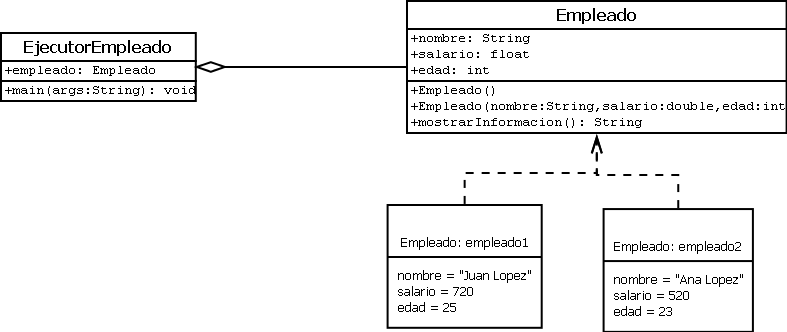 EjecutorEmpleado
+empleado: Empleado
+main(args:String): void
Empleado
+nombre: String
+salario: float
+edad: int
+Empleado()
+Empleado(nombre:String,salario:double,edad:int
+mostrarInformacion(): String
Empleado: empleado1
nombre = "Juan Lopez"
salario = 720
edad = 25
Empleado: empleado2
nombre = "Ana Lopez"
salario = 520
edad = 23